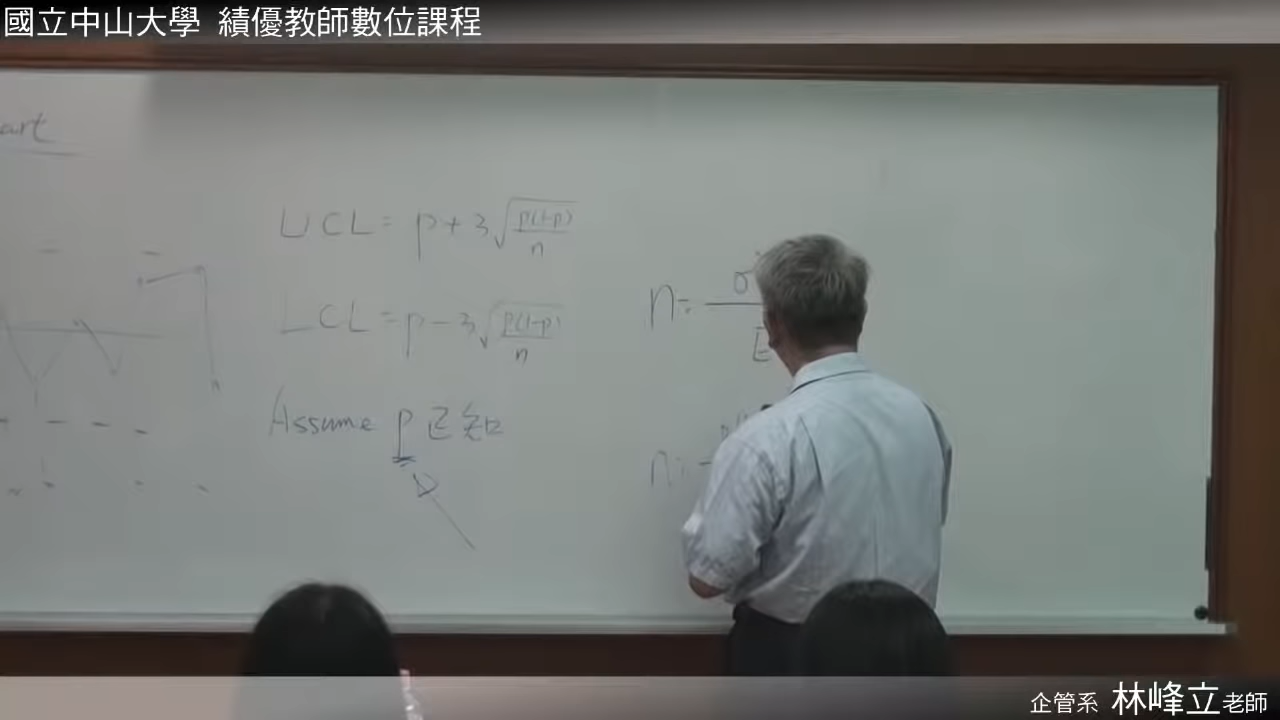 國立中山大學 績優教師數位課程
art
UCL = p + 3√(p(1-p)/n)
LCL = p - 3√(p(1-p)/n)
Assume p 已知
n =
σ
E
n =
企管系 林峰立老師